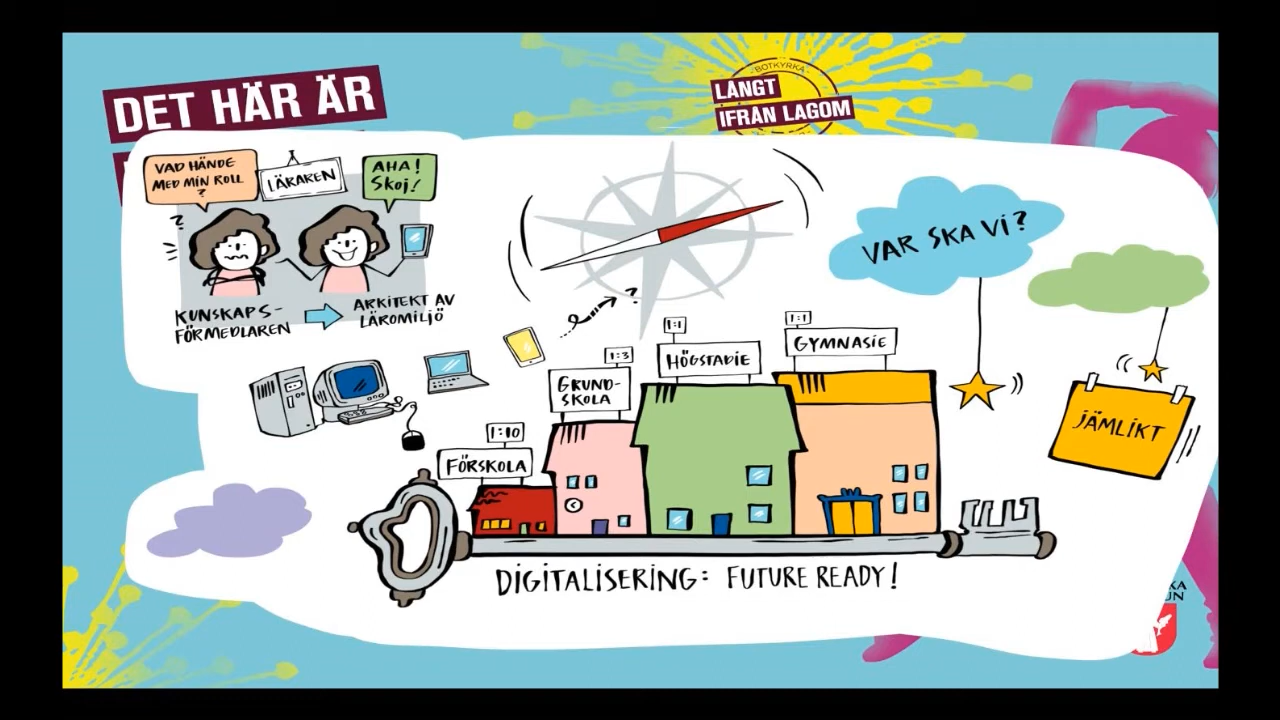 DET HÄR ÄR
BOTKYRKA
LÅNGT
IFRÅN LAGOM
VAD HÄNDE
MED MIN ROLL
?
LÄRAREN
AHA!
SKOJ!
?
KUNSKAPS-
FÖRMEDLAREN
ARKITEKT AV
LÄROMILJÖ
?
VAR SKA VI?
JÄMLIKT
1:10
FÖRSKOLA
1:3
GRUND-
SKOLA
1:1
HÖGSTADIE
1:1
GYMNASIE
DIGITALISERING: FUTURE READY!